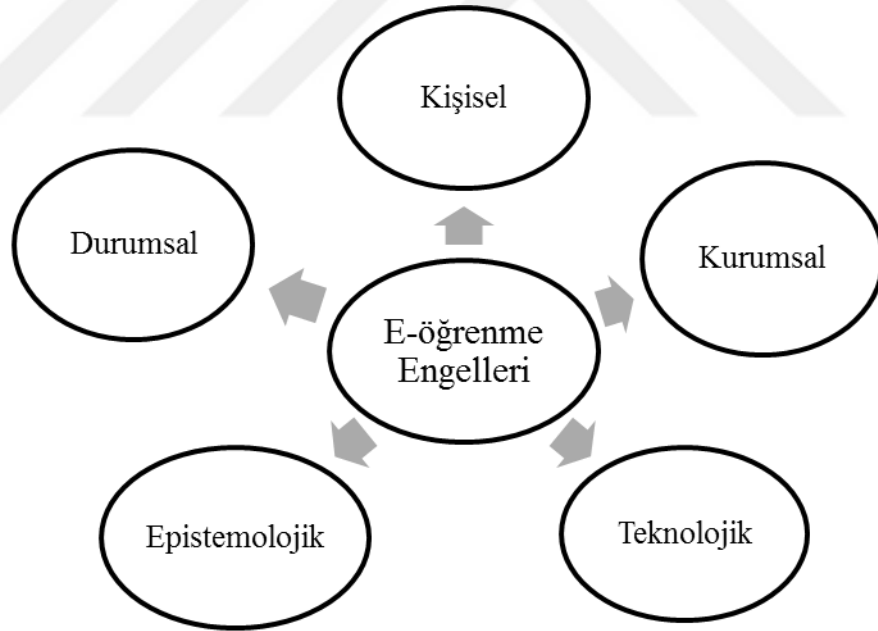 Kişisel
Durumsal
Kurumsal
E-öğrenme
Engelleri
Epistemolojik
Teknolojik